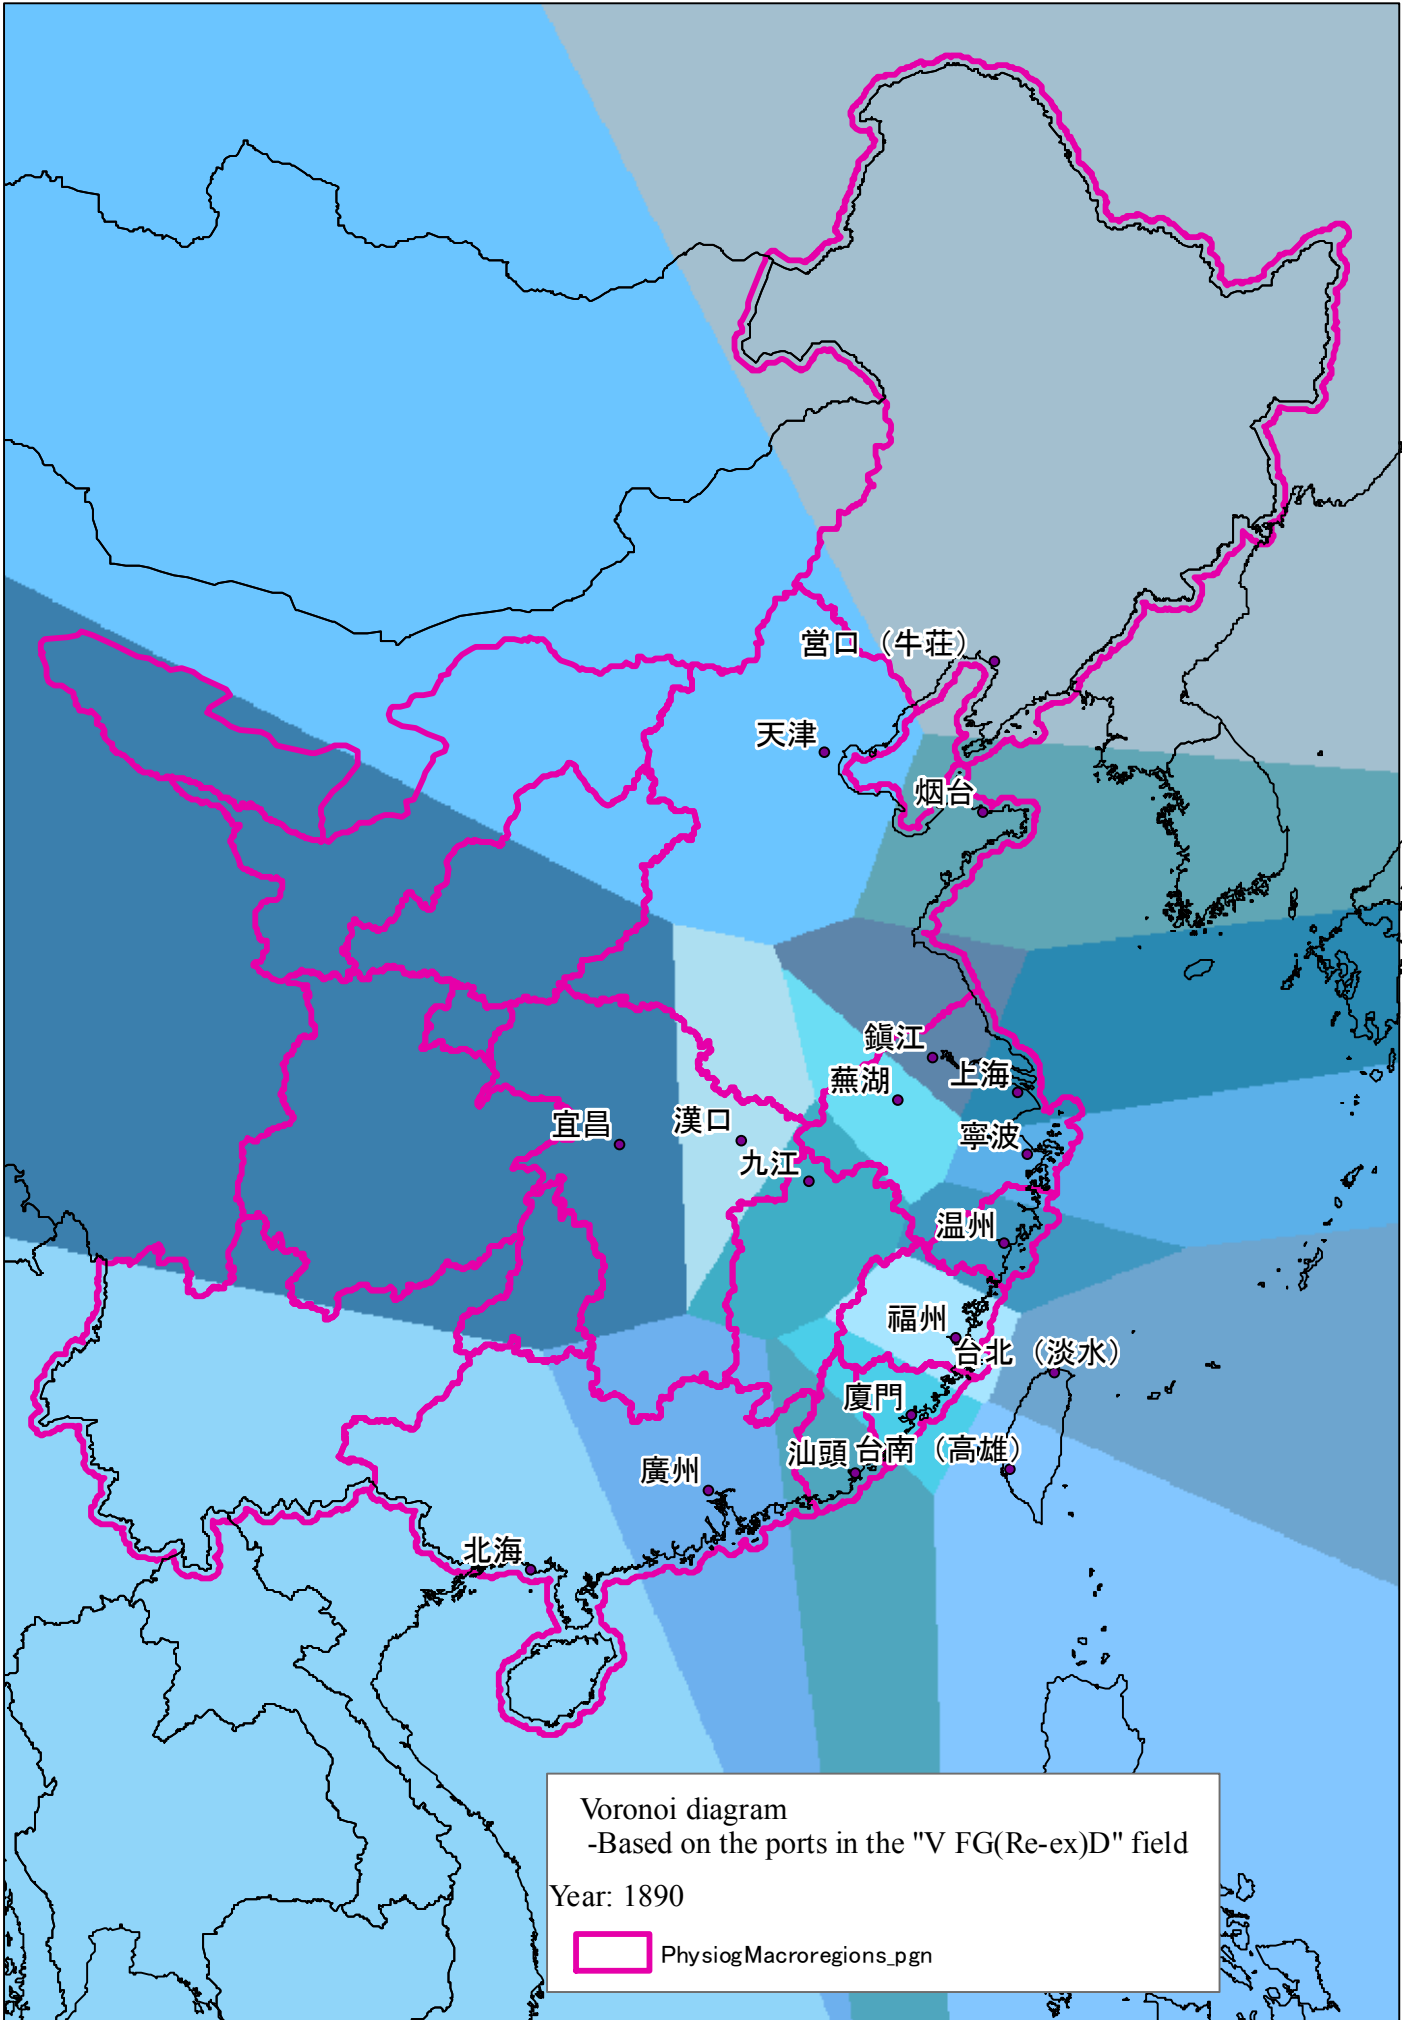 営口（牛荘）
天津
烟台
鎮江
上海
蕪湖
漢口
宜昌
寧波
九江
温州
福州
台北（淡水）
廈門
汕頭
台南（高雄）
廣州
北海
Voronoi diagram
-Based on the ports in the "V FG(Re-ex)D" field
Year: 1890
PhysiogMacroregions_pgn